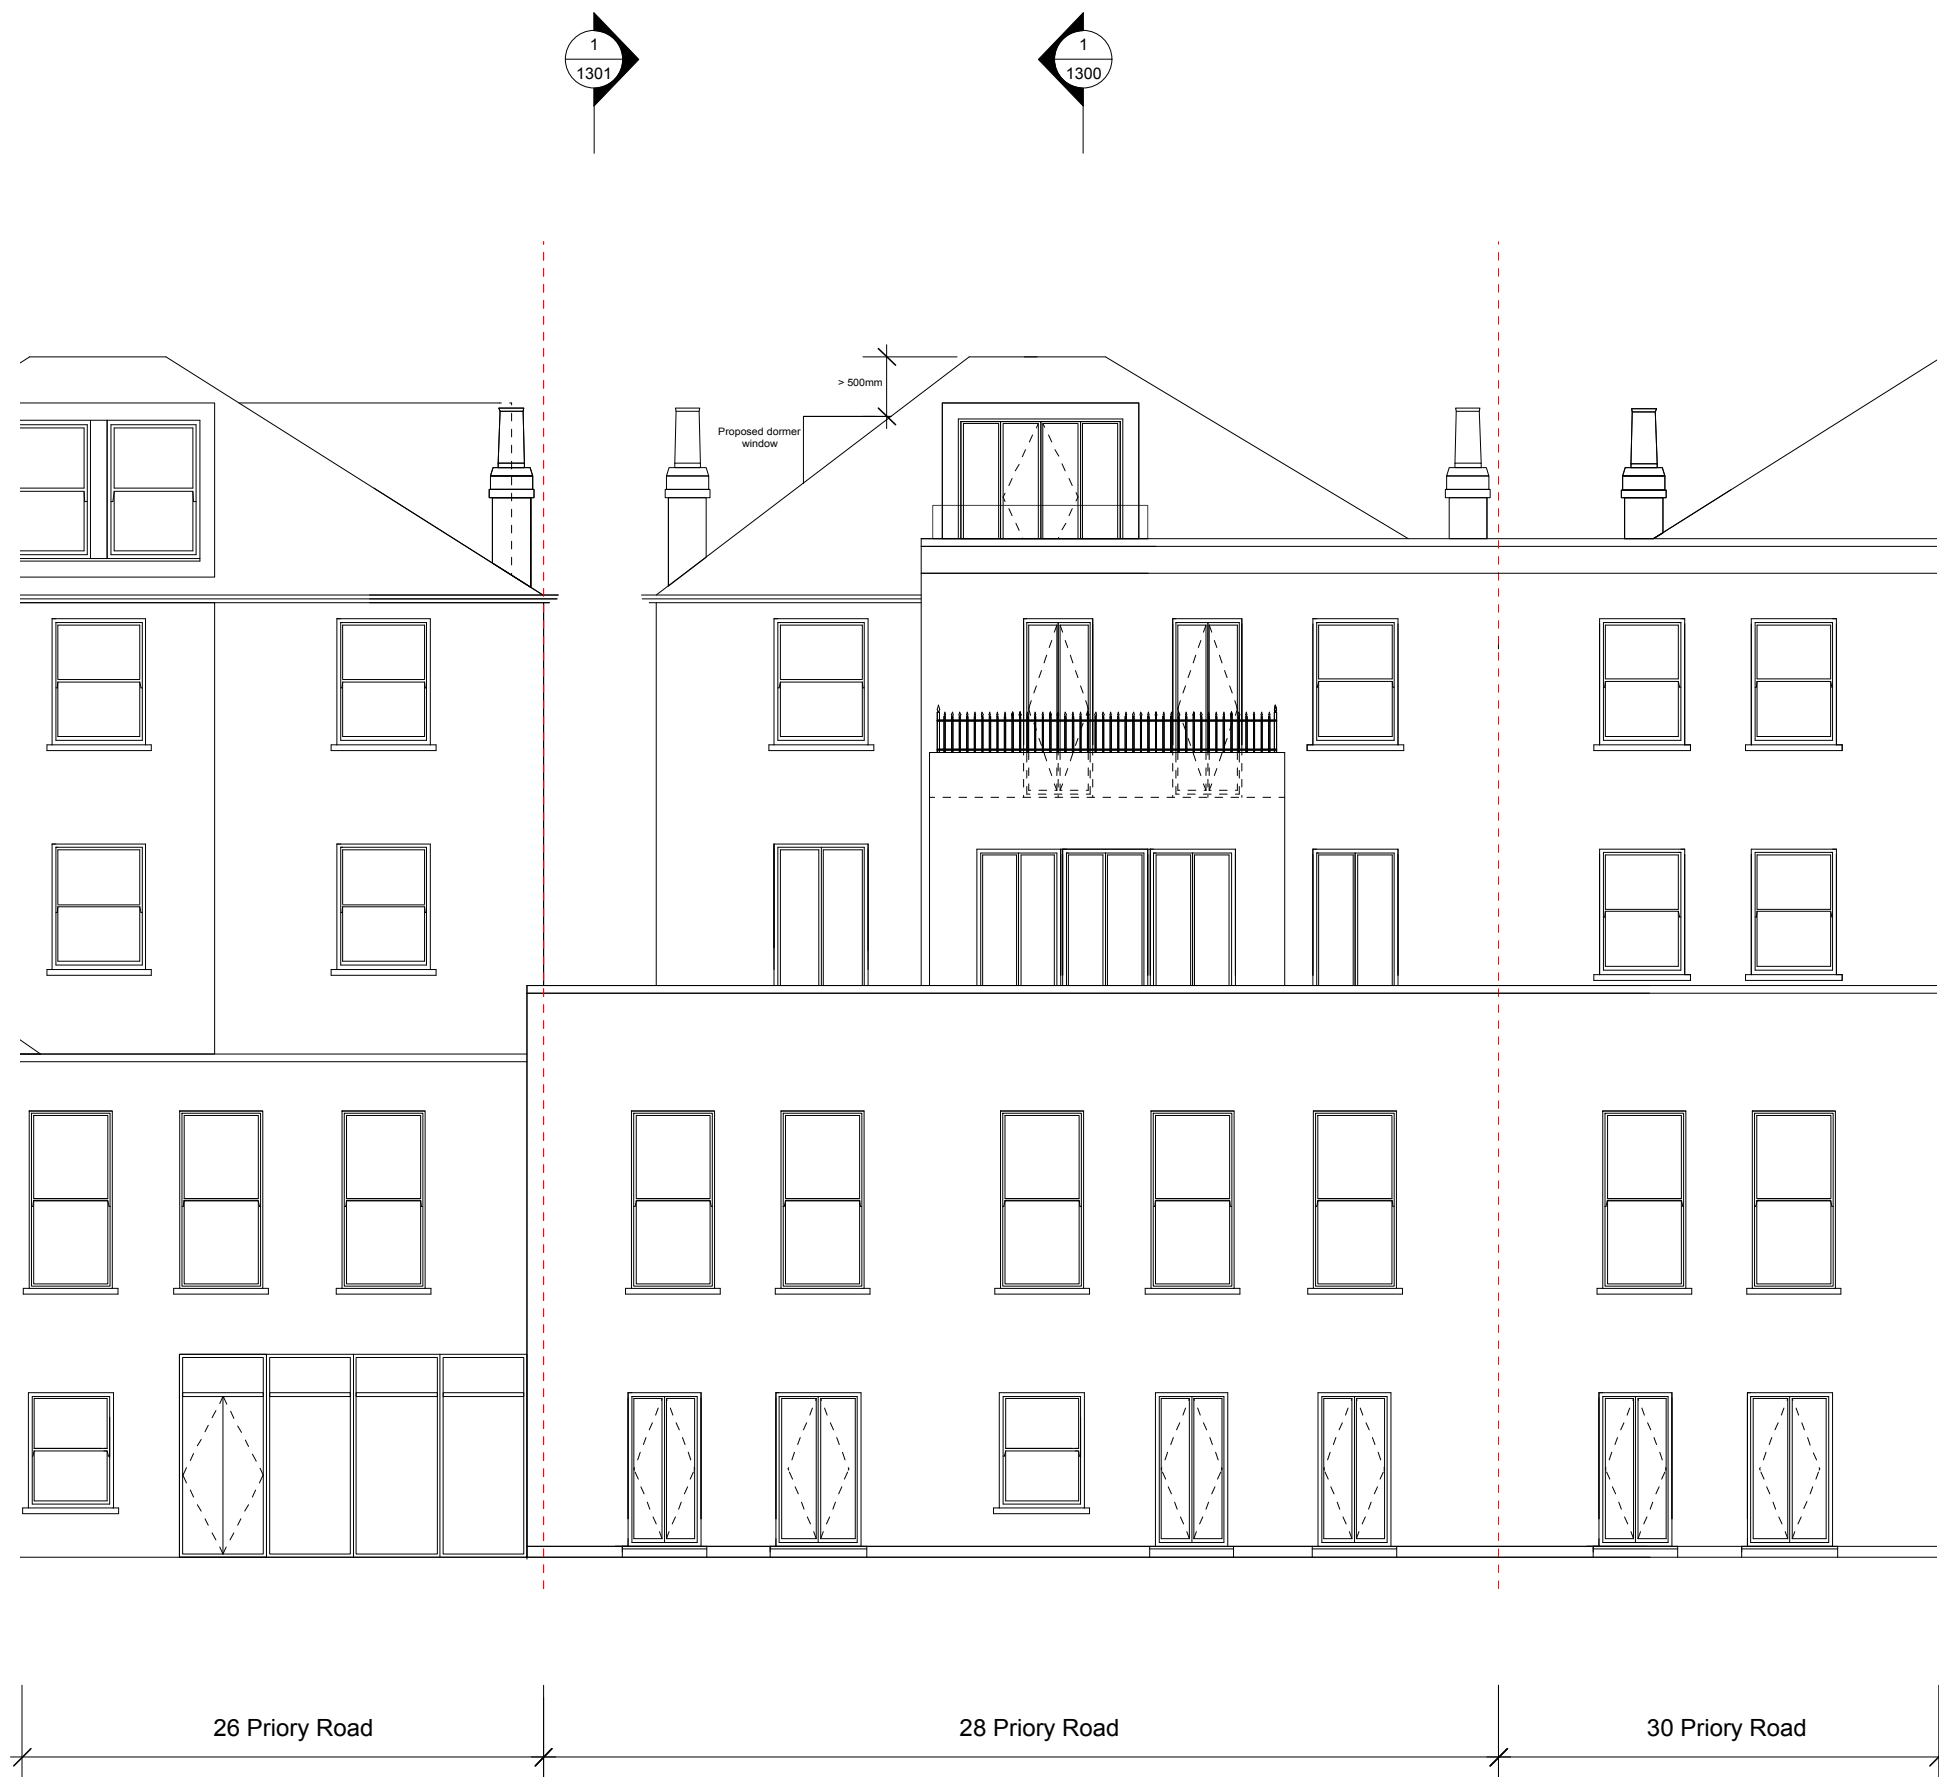 1
1301
1
1300
> 500mm
Proposed dormer
window
26 Priory Road
28 Priory Road
30 Priory Road